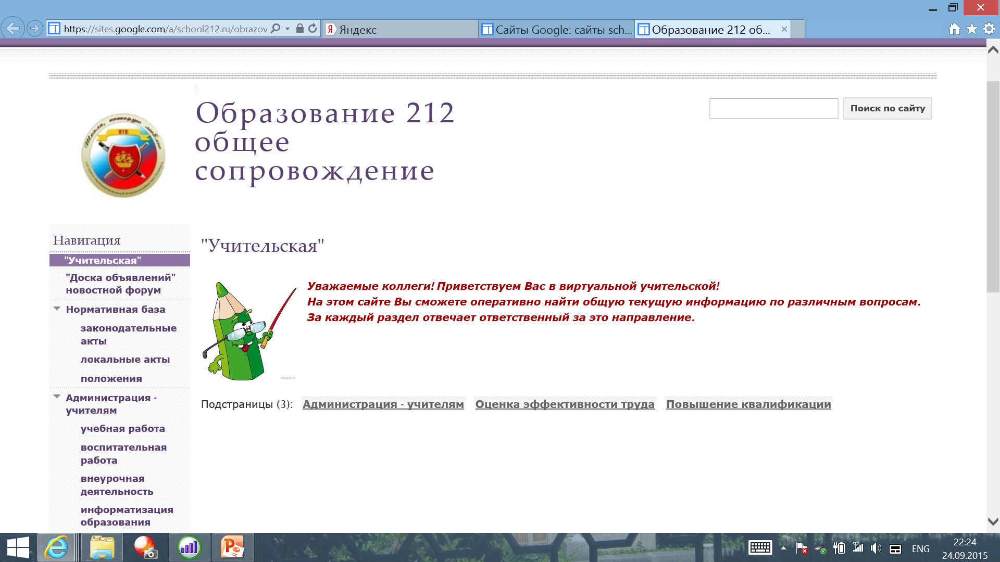 https://sites.google.com/a/school212.ru/obrazov
Яндекс
Сайты Google: сайты sch...
Образование 212 об...
Образование 212
общее
сопровождение
Поиск по сайту
212
Навигация
"Учительская"
"Доска объявлений"
новостной форум
Нормативная база
законодательные
акты
локальные акты
положения
Администрация -
учителям
учебная работа
воспитательная
работа
внеурочная
деятельность
информатизация
образования
"Учительская"
Уважаемые коллеги! Приветствуем Вас в виртуальной учительской!
На этом сайте Вы сможете оперативно найти общую текущую информацию по различным вопросам.
За каждый раздел отвечает ответственный за это направление.
Подстраницы (3): Администрация - учителям Оценка эффективности труда Повышение квалификации
ENG
22:24
24.09.2015